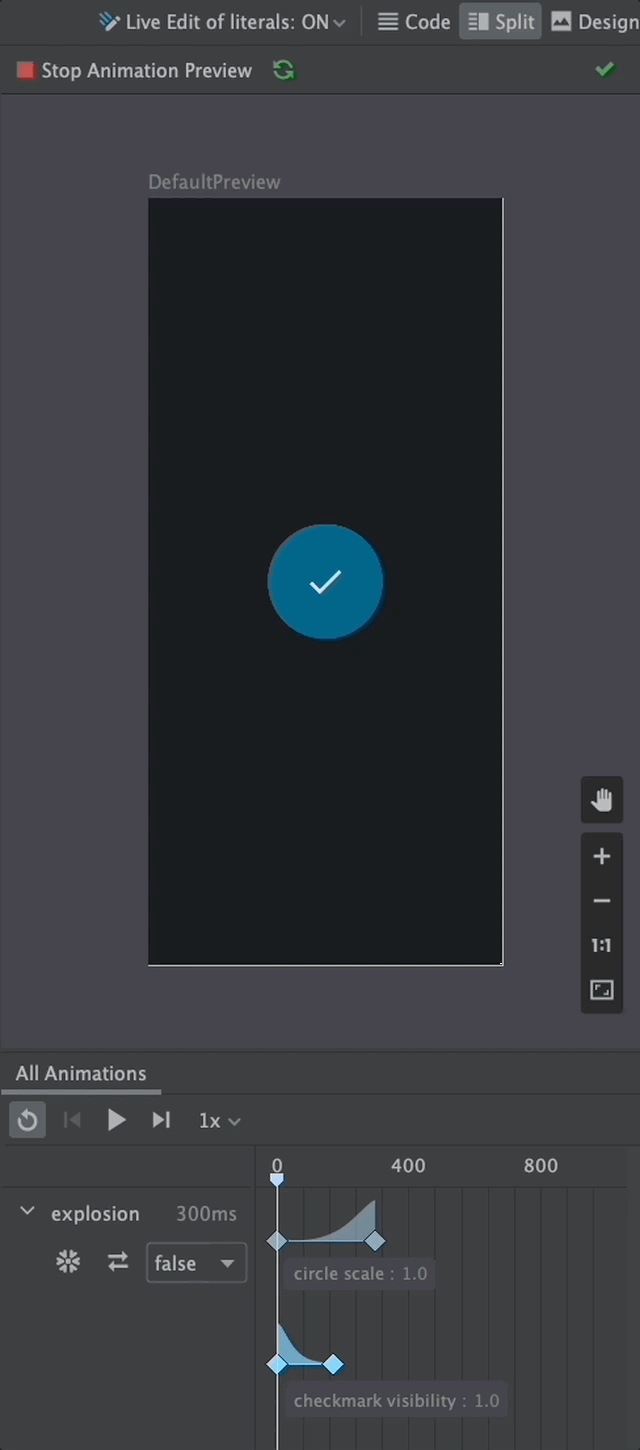 Live Edit of literals: ON
Code
Split
Design
Stop Animation Preview
DefaultPreview
1:1
All Animations
1x
0 400 800
explosion 300ms
false
circle scale : 1.0
checkmark visibility : 1.0